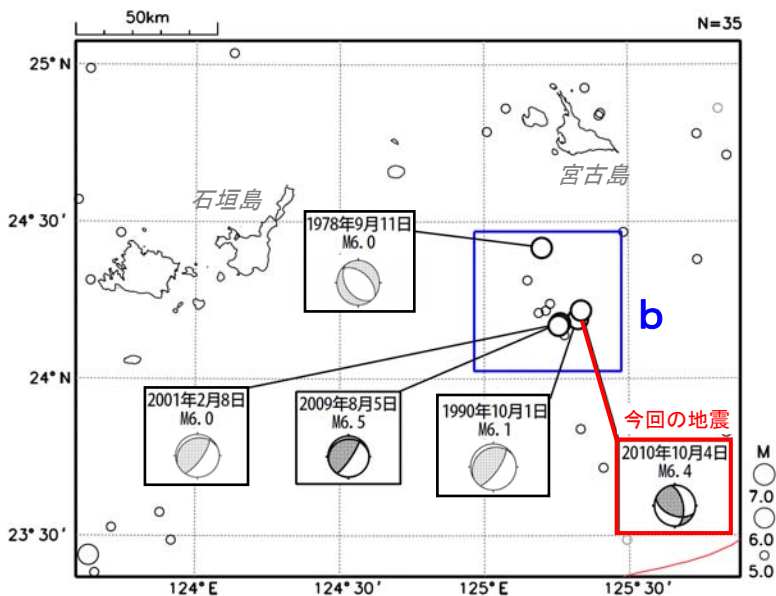 50km
N=35
25°N
24°30′
24°N
23°30′
124°E
124°30′
125°E
125°30′
宮古島
石垣島
1978年9月11日
M6.0
b
2001年2月8日
M6.0
2009年8月5日
M6.5
1990年10月1日
M6.1
今回の地震
2010年10月4日
M6.4
M
7.0
6.0
5.0